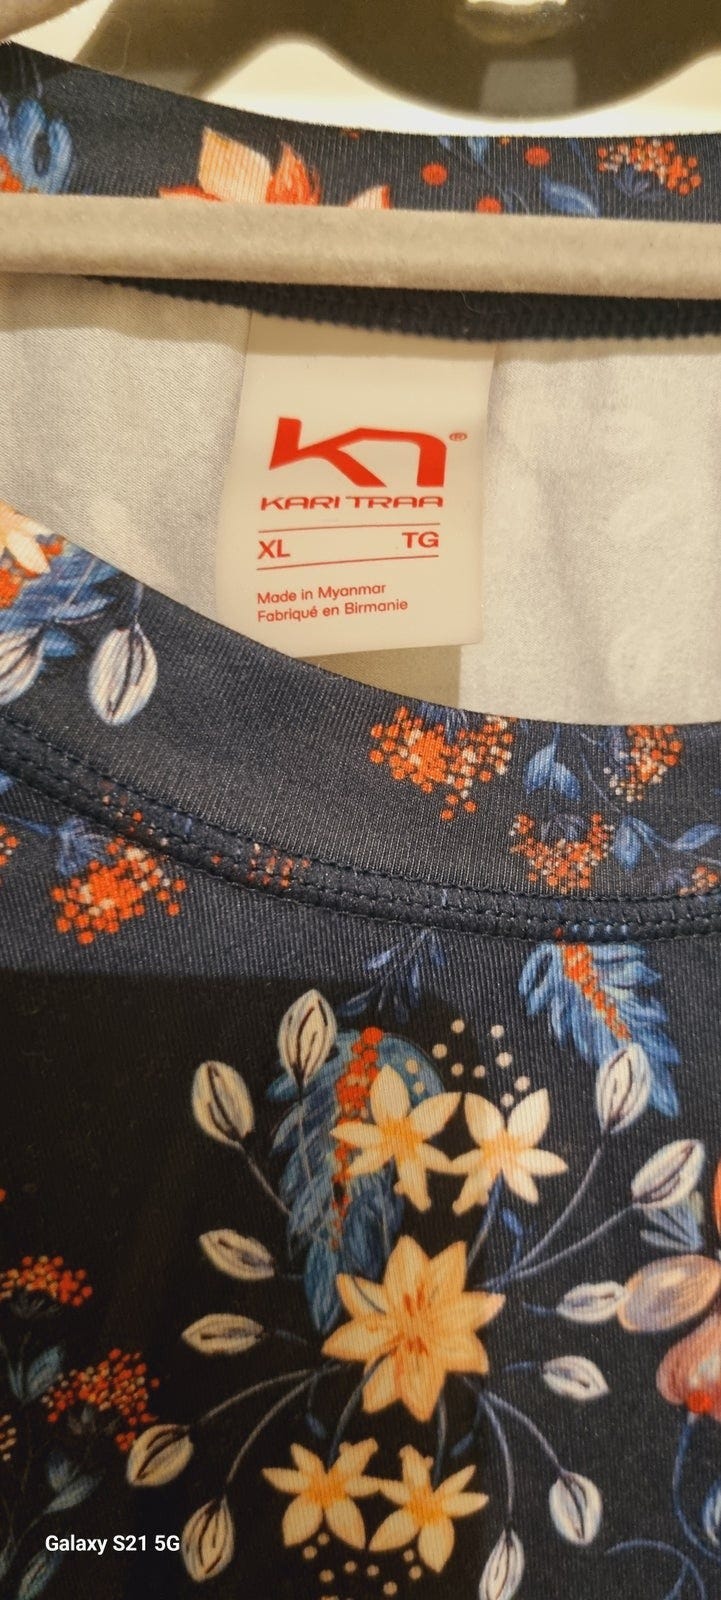 KT®
KARI TRAA
XL TG
Made in Myanmar
Fabriqué en Birmanie
Galaxy S21 5G